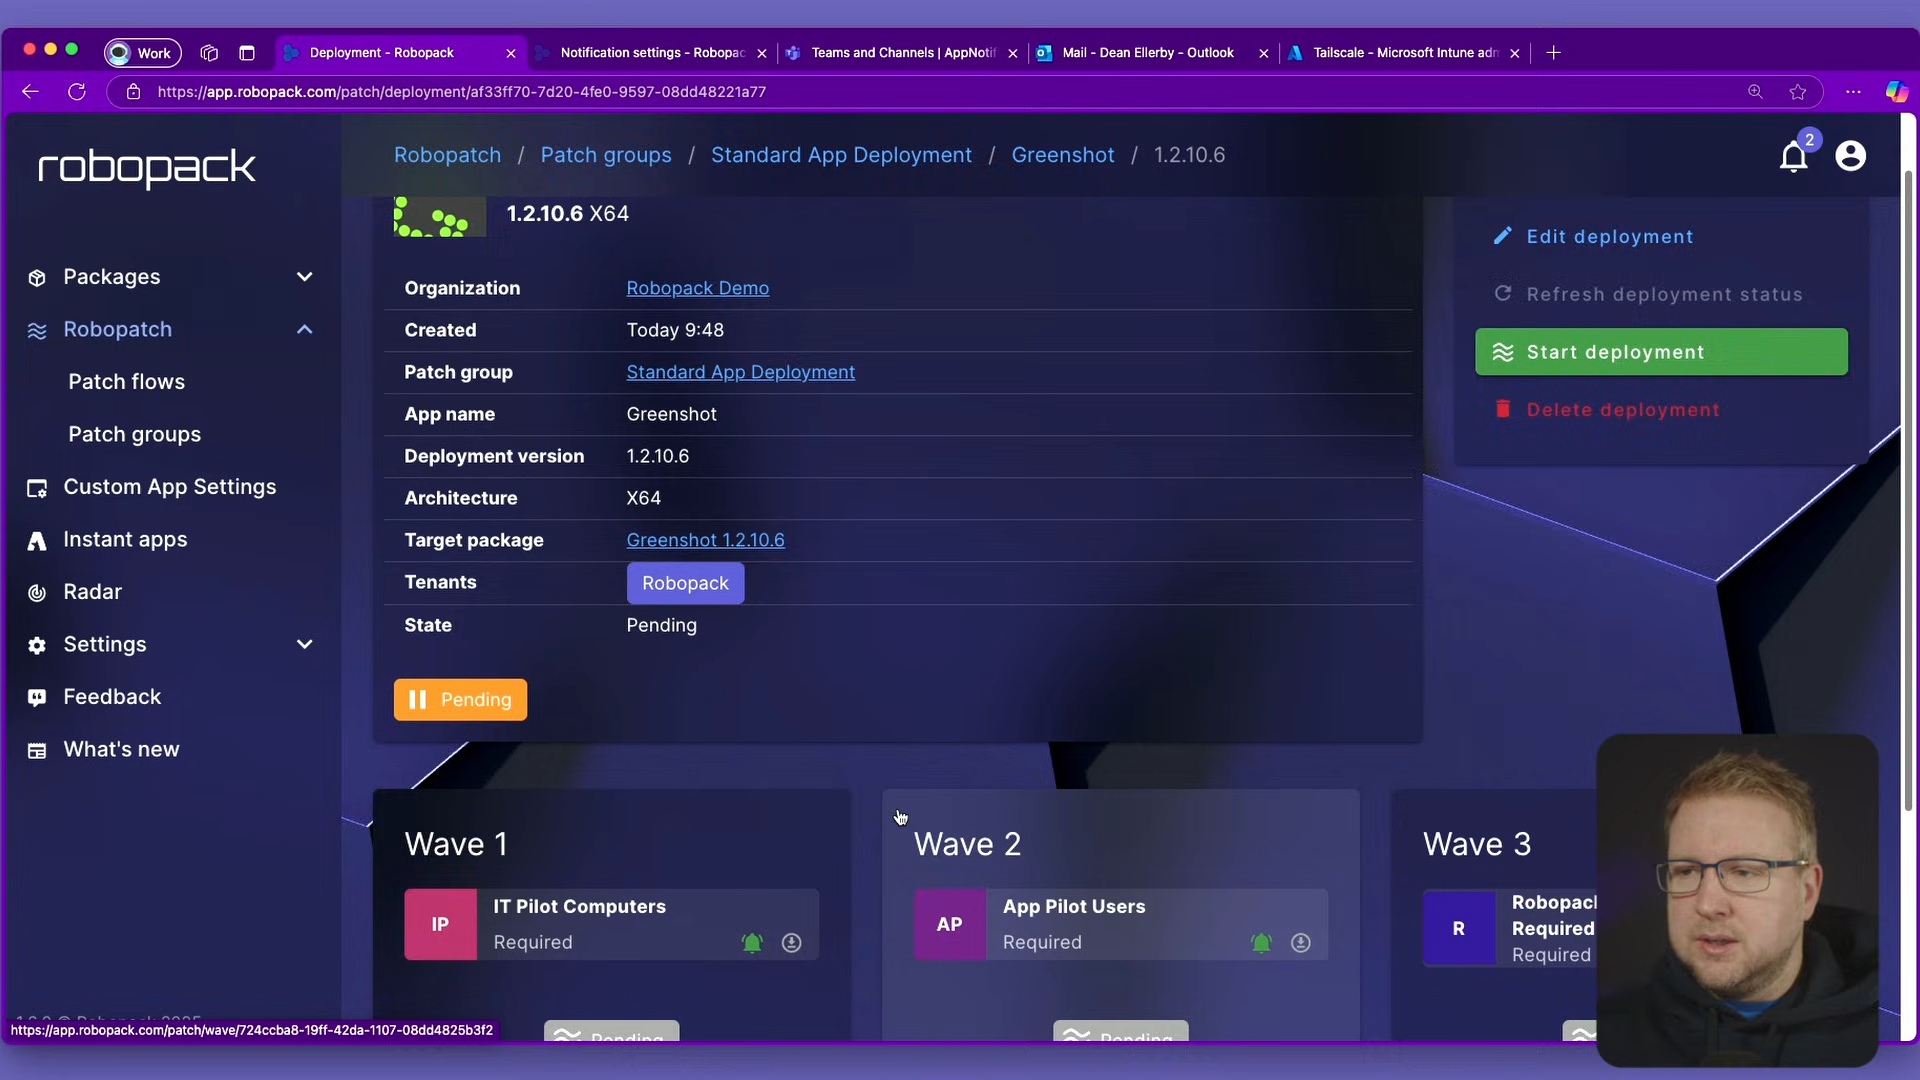 Work
Deployment - Robopack
Notification settings - Robopac
Teams and Channels | AppNotif
Mail - Dean Ellerby - Outlook
Tailscale - Microsoft Intune adm
https://app.robopack.com/patch/deployment/af33ff70-7d20-4fe0-9597-08dd48221a77
robopack
Robopatch / Patch groups / Standard App Deployment / Greenshot / 1.2.10.6
2
1.2.10.6 X64
Edit deployment
Refresh deployment status
Start deployment
Delete deployment
Packages
Robopatch
Patch flows
Patch groups
Custom App Settings
Instant apps
Radar
Settings
Feedback
What's new
Organization Robopack Demo
Created Today 9:48
Patch group Standard App Deployment
App name Greenshot
Deployment version 1.2.10.6
Architecture X64
Target package Greenshot 1.2.10.6
Tenants Robopack
State Pending
Pending
Wave 1
IP
IT Pilot Computers
Required
Pending
Wave 2
AP
App Pilot Users
Required
Pending
Wave 3
R
Robopack
Required
Required
https://app.robopack.com/patch/wave/724ccba8-19ff-42da-1107-08dd4825b3f2